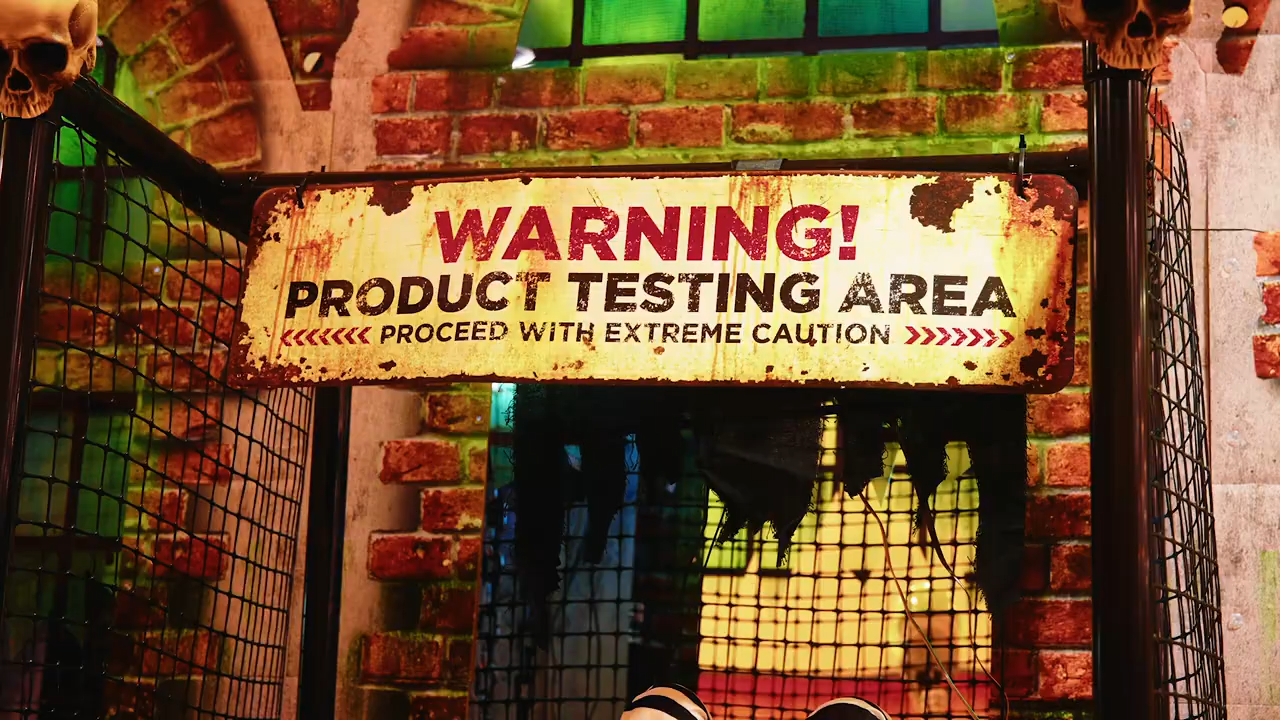 WARNING!
PRODUCT TESTING AREA
<<<<<<< PROCEED WITH EXTREME CAUTION >>>>>>>>